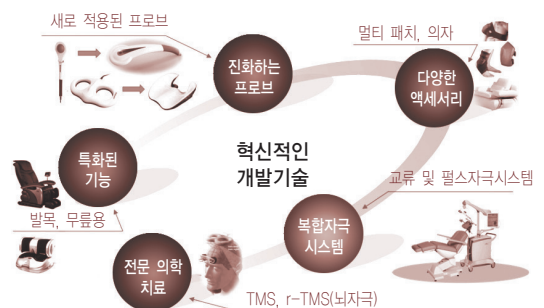 새로 적용된 프로브
멀티 패치, 의자
진화하는
프로브
다양한
액세서리
혁신적인
개발기술
특화된
기능
교류 및 펄스자극시스템
발목, 무릎용
복합자극
시스템
전문 의학
치료
TMS, r-TMS(뇌자극)